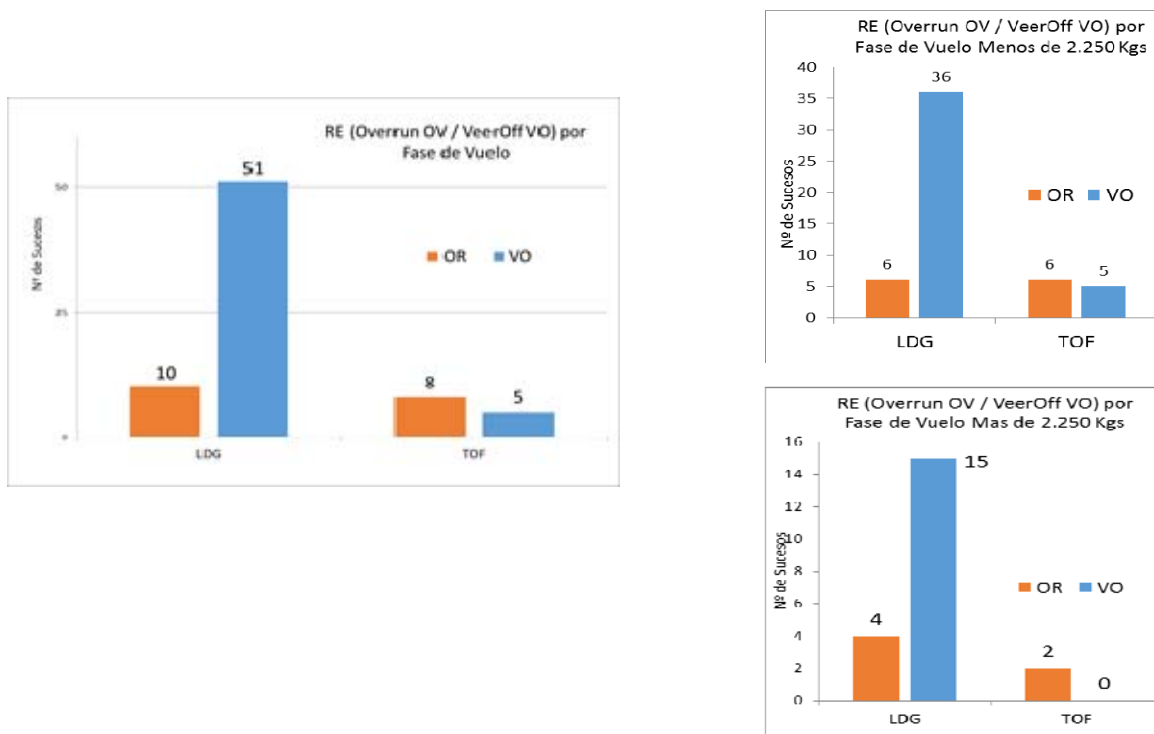 RE (Overrun OV / VeerOff VO) por
Fase de Vuelo
Nº de Sucesos
50
25
0
51
10
8
5
OR VO
LDG TOF
RE (Overrun OV / VeerOff VO) por
Fase de Vuelo Menos de 2.250 Kgs
Nº de Sucesos
40
35
30
25
20
15
10
5
0
36
6
6
5
OR VO
LDG TOF
RE (Overrun OV / VeerOff VO) por
Fase de Vuelo Mas de 2.250 Kgs
Nº de Sucesos
16
14
12
10
8
6
4
2
0
15
4
2
0
OR VO
LDG TOF